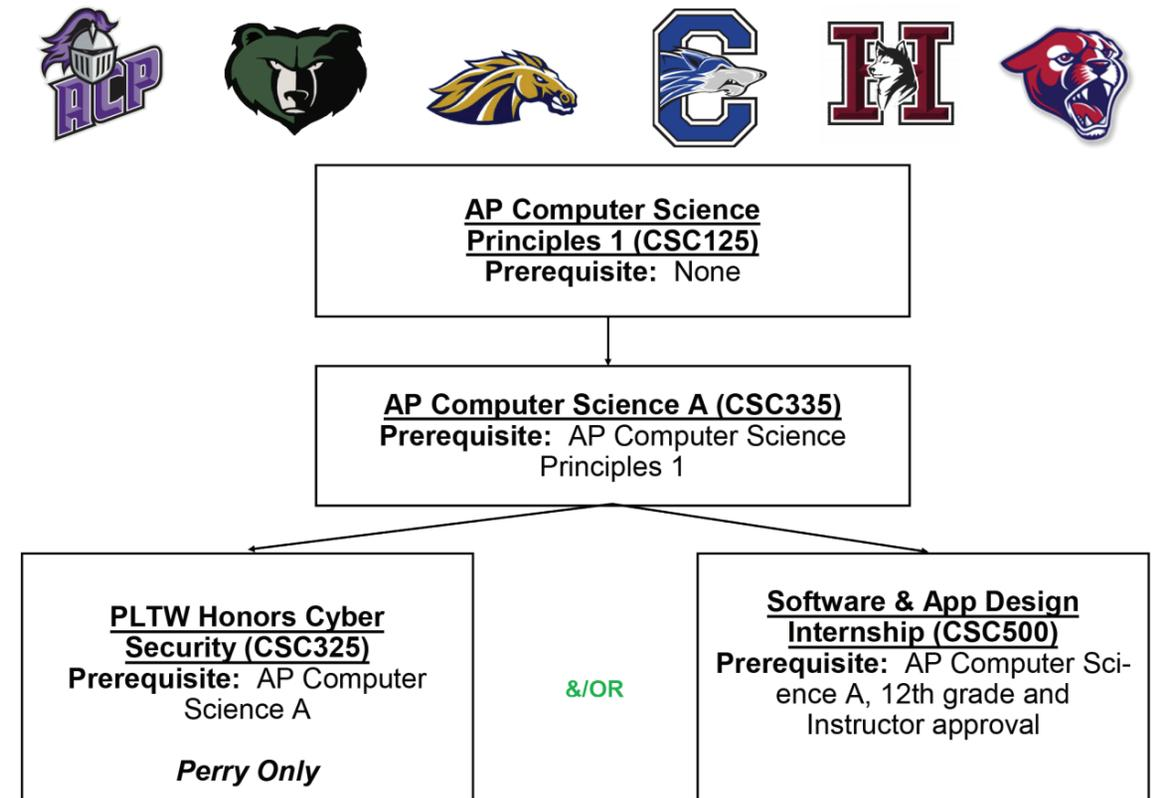 ACP
C
H
AP Computer Science
Principles 1 (CSC125)
Prerequisite: None
AP Computer Science A (CSC335)
Prerequisite: AP Computer Science
Principles 1
PLTW Honors Cyber
Security (CSC325)
Prerequisite: AP Computer
Science A
Perry Only
&/OR
Software & App Design
Internship (CSC500)
Prerequisite: AP Computer Sci-
ence A, 12th grade and
Instructor approval